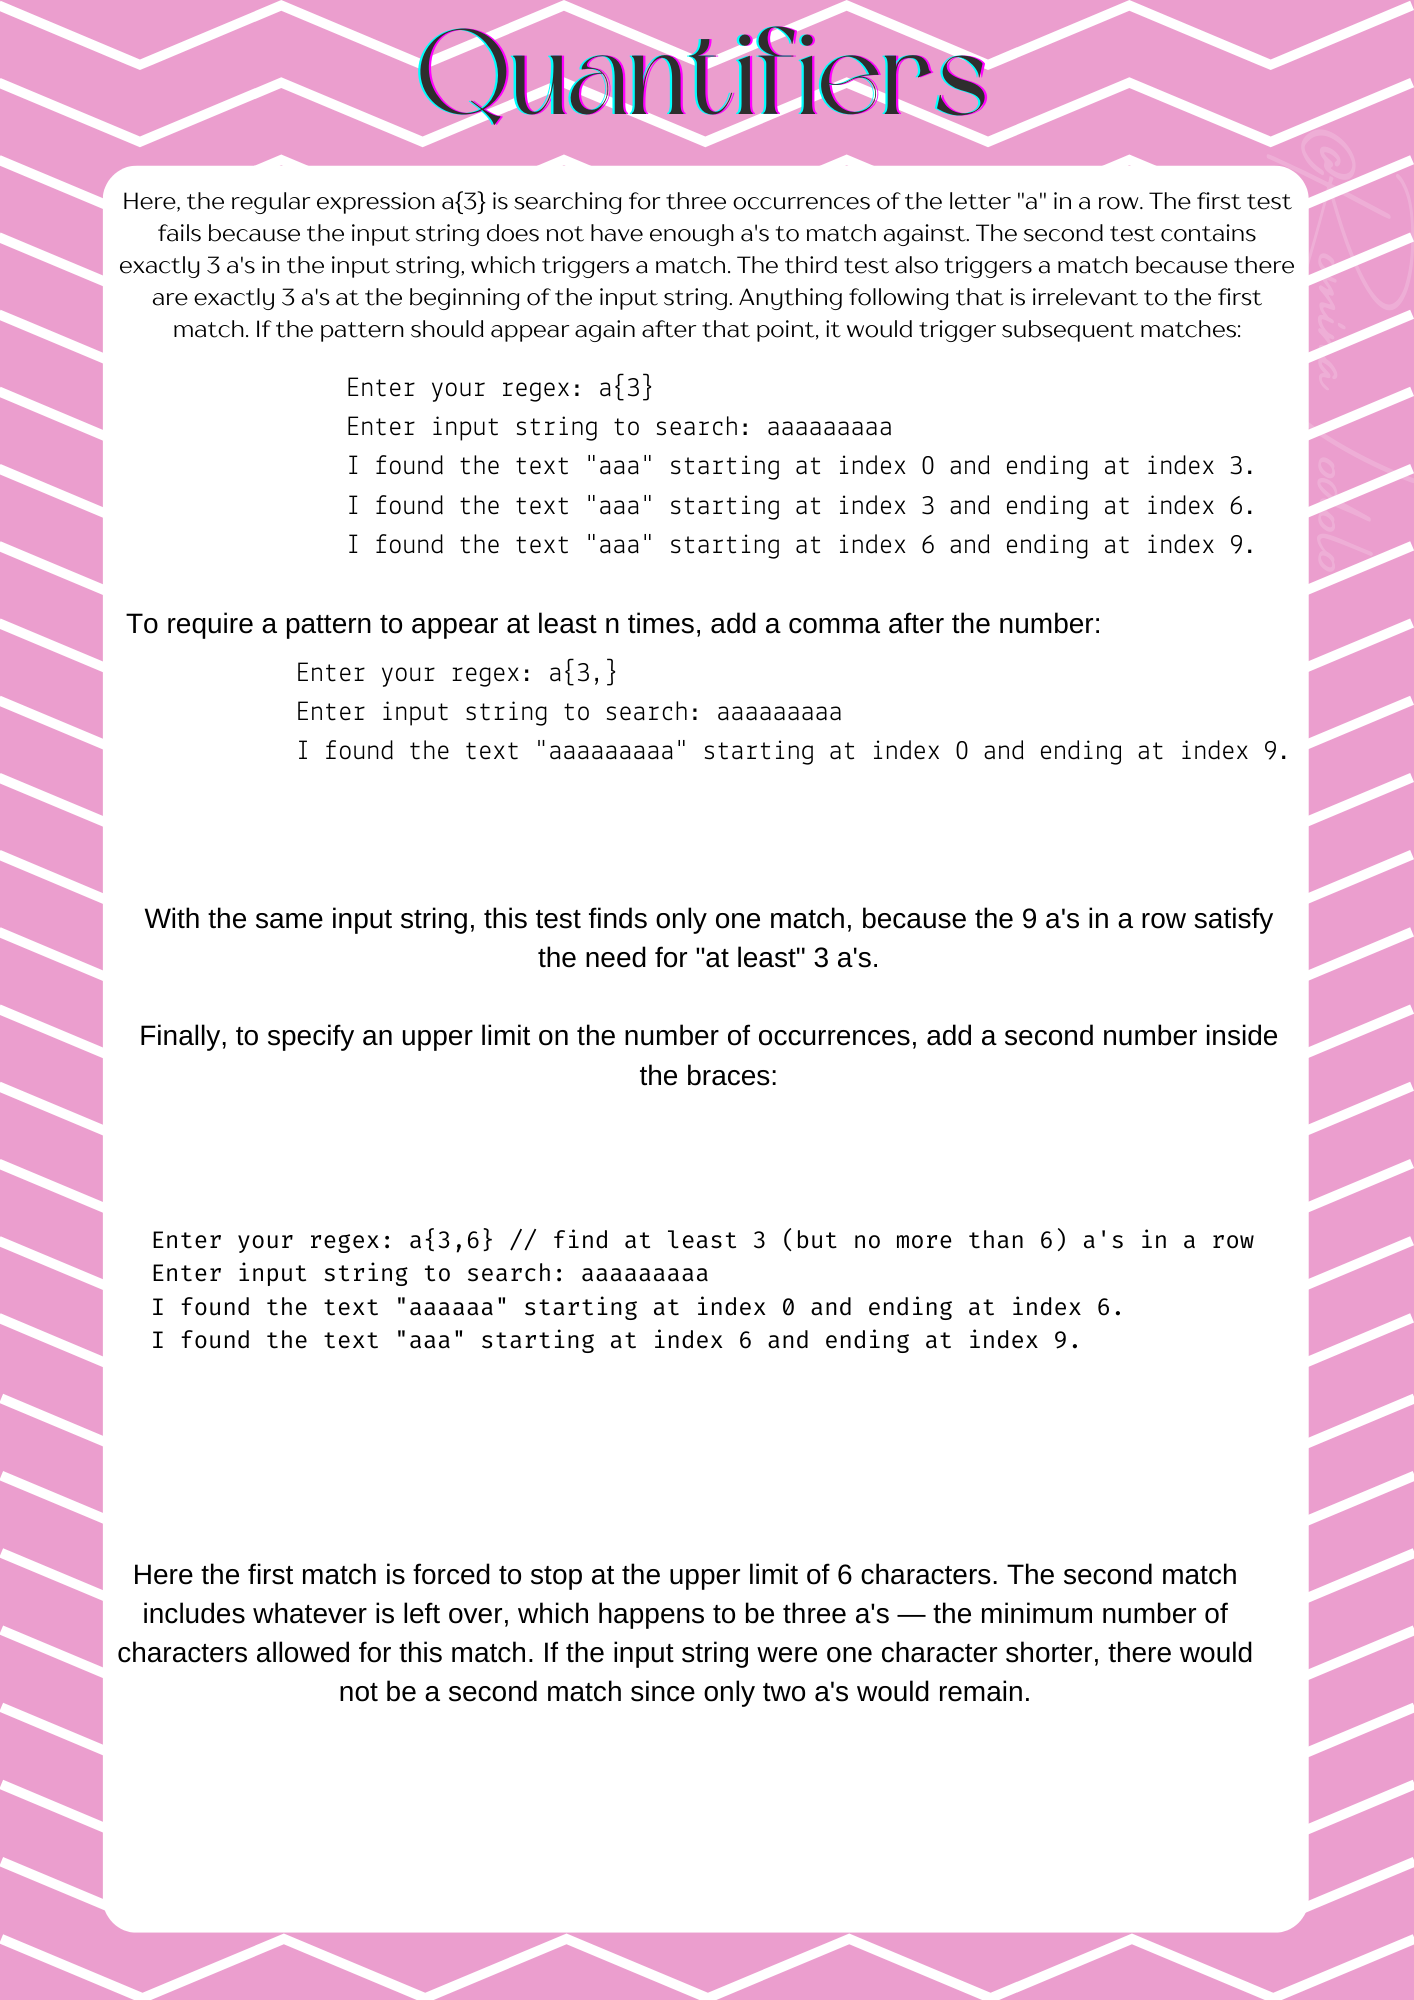 Quantifiers
Here, the regular expression a{3} is searching for three occurrences of the letter "a" in a row. The first test
fails because the input string does not have enough a's to match against. The second test contains
exactly 3 a's in the input string, which triggers a match. The third test also triggers a match because there
are exactly 3 a's at the beginning of the input string. Anything following that is irrelevant to the first
match. If the pattern should appear again after that point, it would trigger subsequent matches:
Enter your regex: a{3}
Enter input string to search: aaaaaaaaa
I found the text "aaa" starting at index 0 and ending at index 3.
I found the text "aaa" starting at index 3 and ending at index 6.
I found the text "aaa" starting at index 6 and ending at index 9.
To require a pattern to appear at least n times, add a comma after the number:
Enter your regex: a{3,}
Enter input string to search: aaaaaaaaa
I found the text "aaaaaaaaa" starting at index 0 and ending at index 9.
With the same input string, this test finds only one match, because the 9 a's in a row satisfy
the need for "at least" 3 a's.
Finally, to specify an upper limit on the number of occurrences, add a second number inside
the braces:
Enter your regex: a{3,6} // find at least 3 (but no more than 6) a's in a row
Enter input string to search: aaaaaaaaa
I found the text "aaaaaa" starting at index 0 and ending at index 6.
I found the text "aaa" starting at index 6 and ending at index 9.
Here the first match is forced to stop at the upper limit of 6 characters. The second match
includes whatever is left over, which happens to be three a's — the minimum number of
characters allowed for this match. If the input string were one character shorter, there would
not be a second match since only two a's would remain.